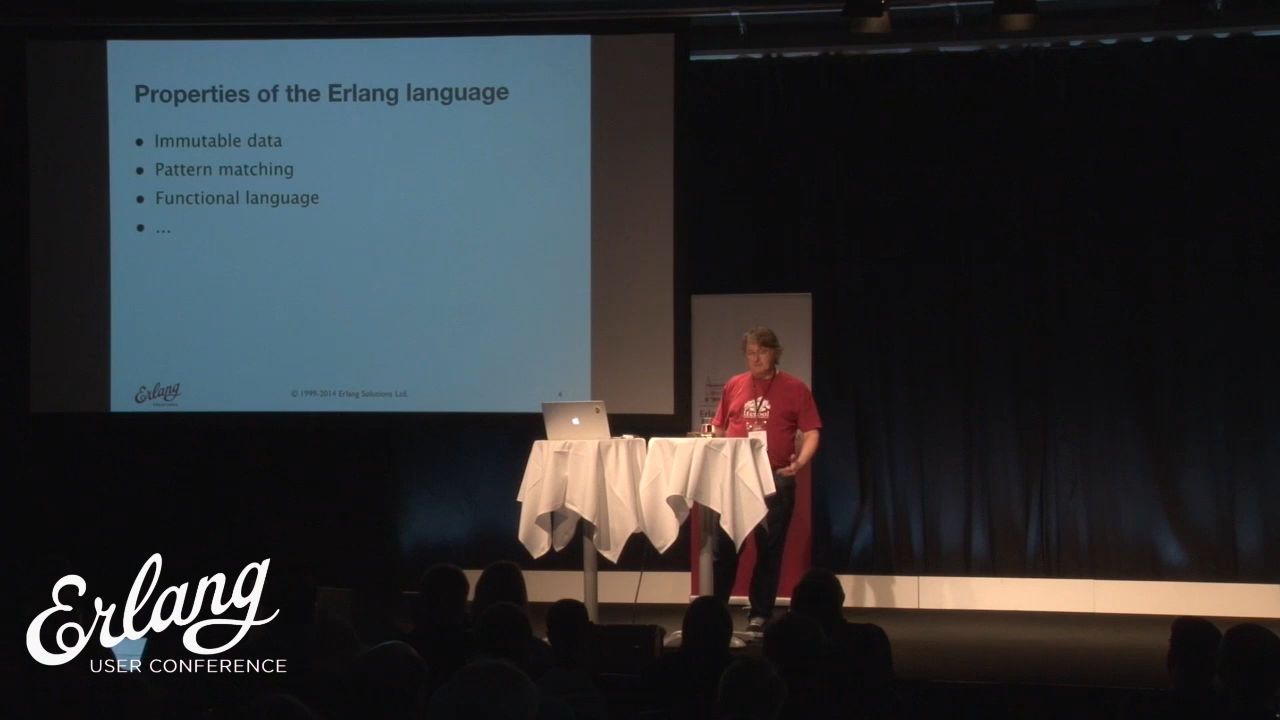 Properties of the Erlang language
● Immutable data
● Pattern matching
● Functional language
● ...
Erlang
© 1999-2014 Erlang Solutions Ltd.
6
Erlang
USER CONFERENCE